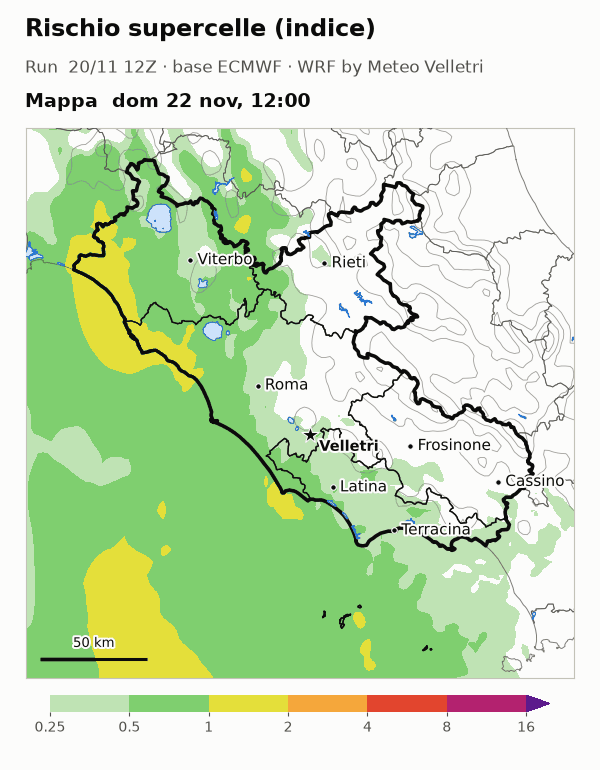 Rischio supercelle (indice)
Run  20/11 12Z · base ECMWF · WRF by Meteo Velletri
Mappa  dom 22 nov, 12:00
Viterbo
Rieti
Roma
Velletri
Frosinone
Cassino
Latina
Terracina
50 km
0.25 0.5 1 2 4 8 16